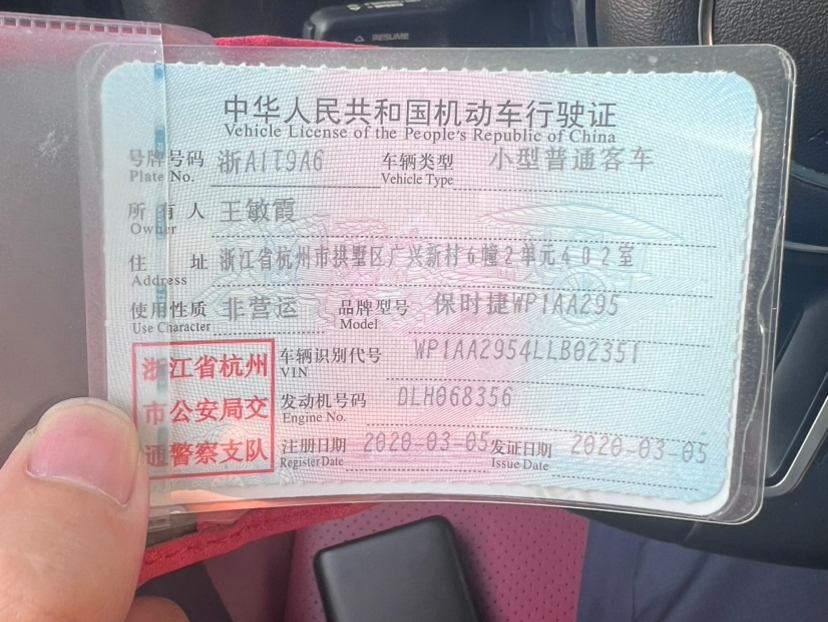 RESUME
中华人民共和国机动车行驶证
Vehicle License of the People's Republic of China
号牌号码 浙A1T9A6 车辆类型 小型普通客车
Plate No. Vehicle Type
所有人 王敏霞
Owner
住址 浙江省杭州市拱墅区广兴新村6幢2单元402室
Address
使用性质 非营运 品牌型号 保时捷WP1AA295
Use Character Model
浙江省杭州
市公安局交
通警察支队
车辆识别代号 WP1AA2954LLB02351
VIN
发动机号码 DLH068356
Engine No.
注册日期 2020-03-05 发证日期 2020-03-05
Register Date Issue Date